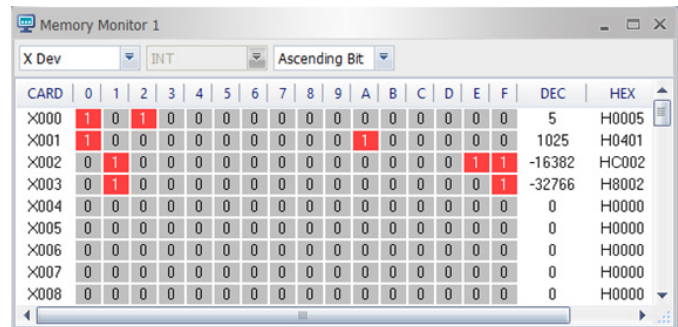 Memory Monitor 1
X Dev INT Ascending Bit
CARD 0 1 2 3 4 5 6 7 8 9 A B C D E F DEC HEX
X000 1 0 1 0 0 0 0 0 0 0 0 0 0 0 0 0 5 H0005
X001 1 0 0 0 0 0 0 0 0 0 1 0 0 0 0 0 1025 H0401
X002 0 1 0 0 0 0 0 0 0 0 0 0 0 0 1 1 -16382 HC002
X003 0 1 0 0 0 0 0 0 0 0 0 0 0 0 0 1 -32766 H8002
X004 0 0 0 0 0 0 0 0 0 0 0 0 0 0 0 0 0 H0000
X005 0 0 0 0 0 0 0 0 0 0 0 0 0 0 0 0 0 H0000
X006 0 0 0 0 0 0 0 0 0 0 0 0 0 0 0 0 0 H0000
X007 0 0 0 0 0 0 0 0 0 0 0 0 0 0 0 0 0 H0000
X008 0 0 0 0 0 0 0 0 0 0 0 0 0 0 0 0 0 H0000